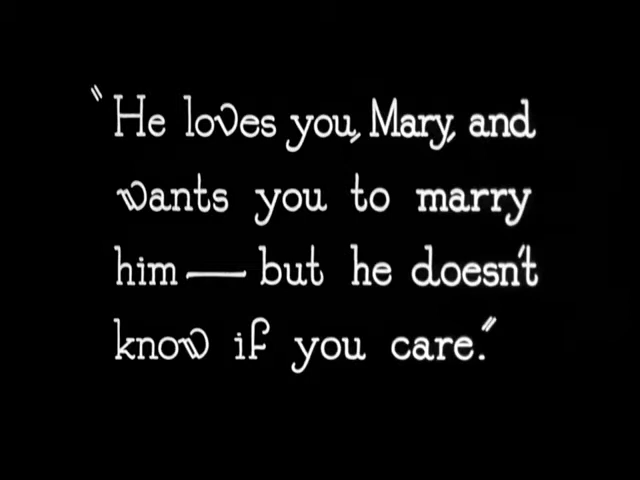 "He loves you, Mary, and
wants you to marry
him — but he doesn't
know if you care."